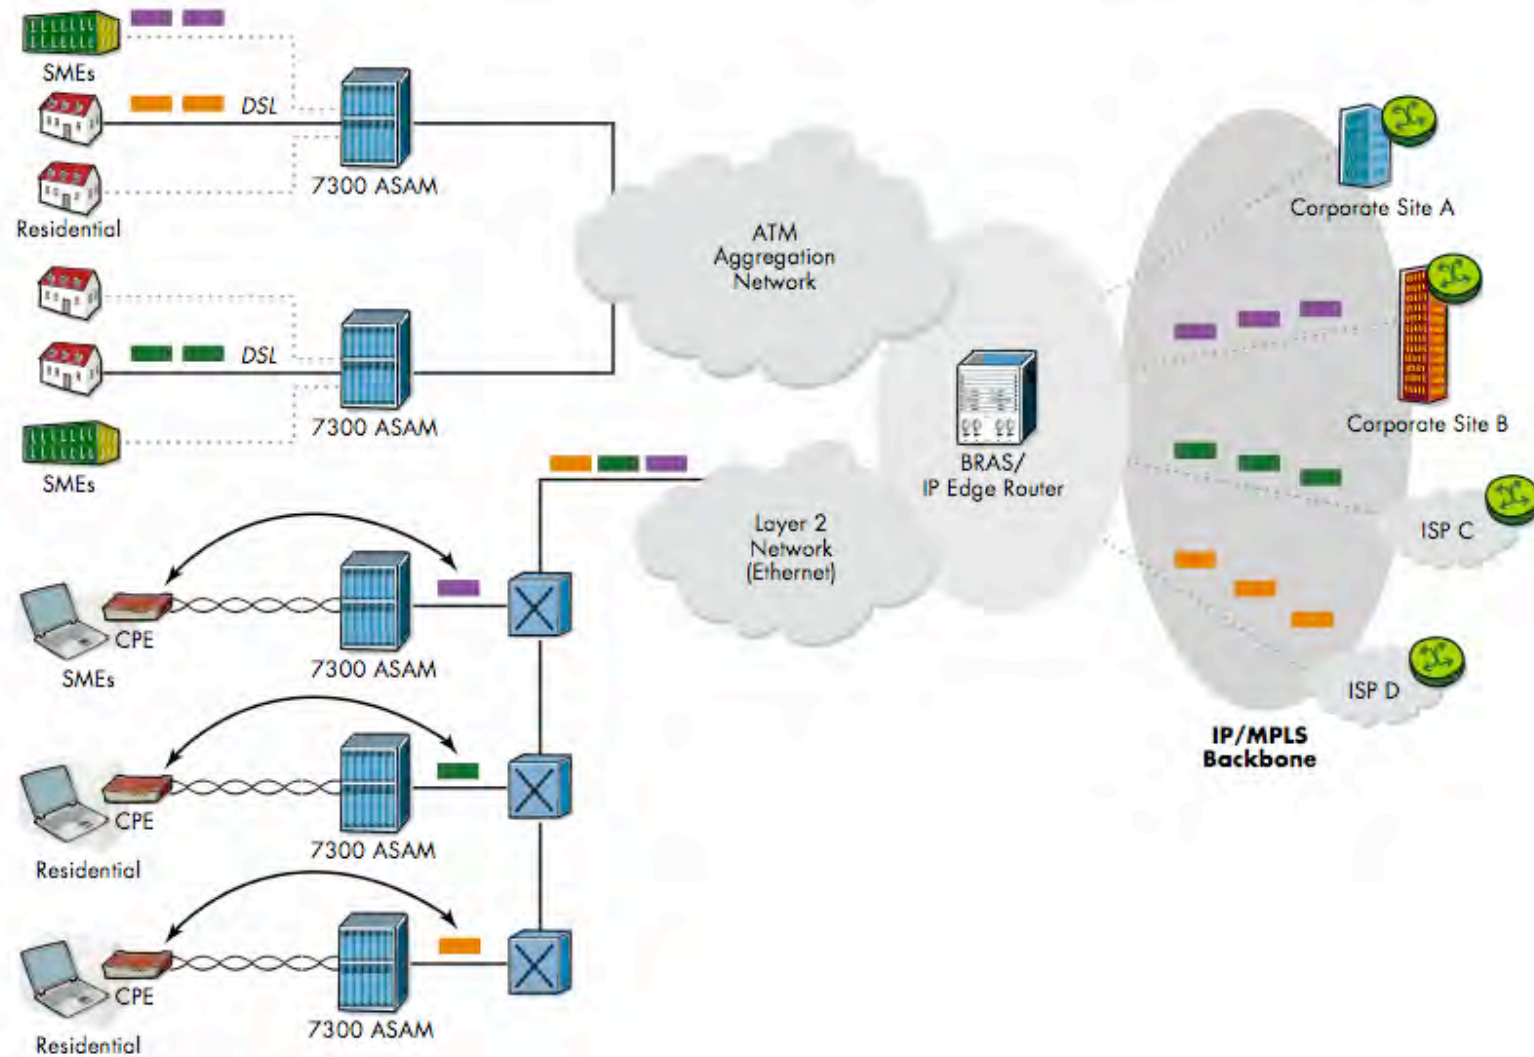 SMEs
DSL
7300 ASAM
Residential
DSL
7300 ASAM
SMEs
ATM
Aggregation
Network
BRAS/
IP Edge Router
Layer 2
Network
(Ethernet)
Corporate Site A
Corporate Site B
ISP C
ISP D
IP/MPLS
Backbone
CPE
SMEs
7300 ASAM
CPE
Residential
7300 ASAM
CPE
Residential
7300 ASAM